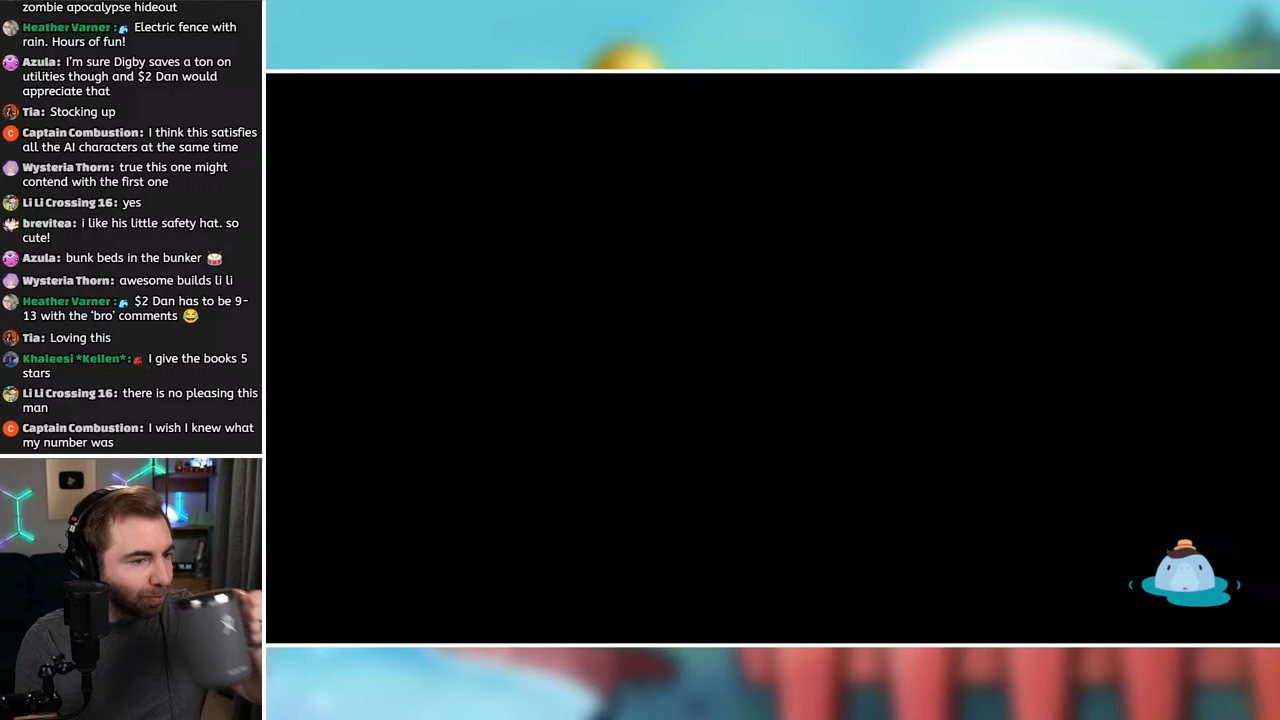 zombie apocalypse hideout
Heather Varner : Electric fence with
rain. Hours of fun!
Azula: I'm sure Digby saves a ton on
utilities though and $2 Dan would
appreciate that
Tia: Stocking up
Captain Combustion: I think this satisfies
all the AI characters at the same time
Wysteria Thorn: true this one might
contend with the first one
Li Li Crossing 16: yes
brevitea: i like his little safety hat. so
cute!
Azula: bunk beds in the bunker 🥁
Wysteria Thorn: awesome builds li li
Heather Varner : $2 Dan has to be 9-
13 with the ‘bro’ comments 😂
Tia: Loving this
Khaleesi *Kellen*: I give the books 5
stars
Li Li Crossing 16: there is no pleasing this
man
Captain Combustion: I wish I knew what
my number was